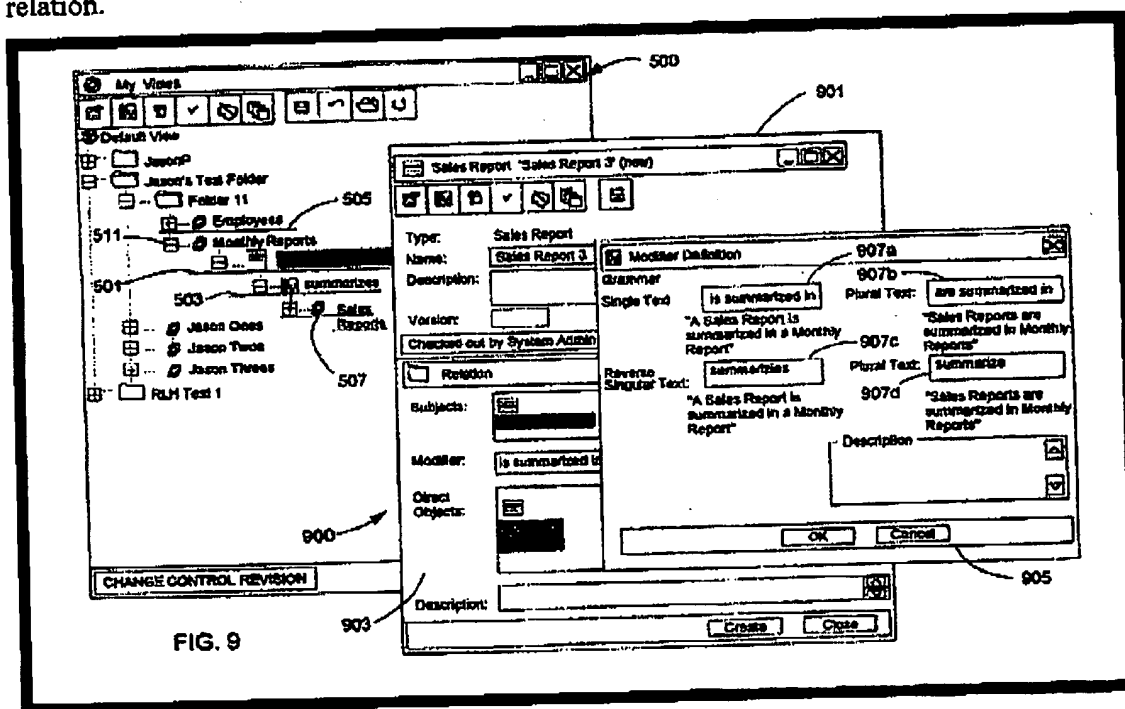 relation.
500
My Views
901
Default View
JasonP
Jason's Test Folder
Folder 11
505
Employees
511
Monthly Reports
501
503
summarizes
Sales
Reports
Jason Ones
Jason Twos
507
Jason Threes
RLH Test 1
900
CHANGE CONTROL REVISION
903
FIG. 9
'Sales Report "Sales Report 3' (new)
Type: Sales Report
Name: Sales Report 3
Description:
Version:
Checked out by System Admin
Relation
Subjects:
Modifier: is summarized in
Direct
Objects:
Description:
Create Close
Modifier Definition
907a
907b
Grammar
Single Text is summarized in Plural Text: are summarized in
"A Sales Report is
summarized in a Monthly
Report"
"Sales Reports are
summarized in Monthly
Reports"
907c
Reverse
Singular Text: summarizes Plural Text: summarize
907d
"A Sales Report is
summarized in a Monthly
Report"
"Sales Reports are
summarized in Monthly
Reports"
Description
OK Cancel
905